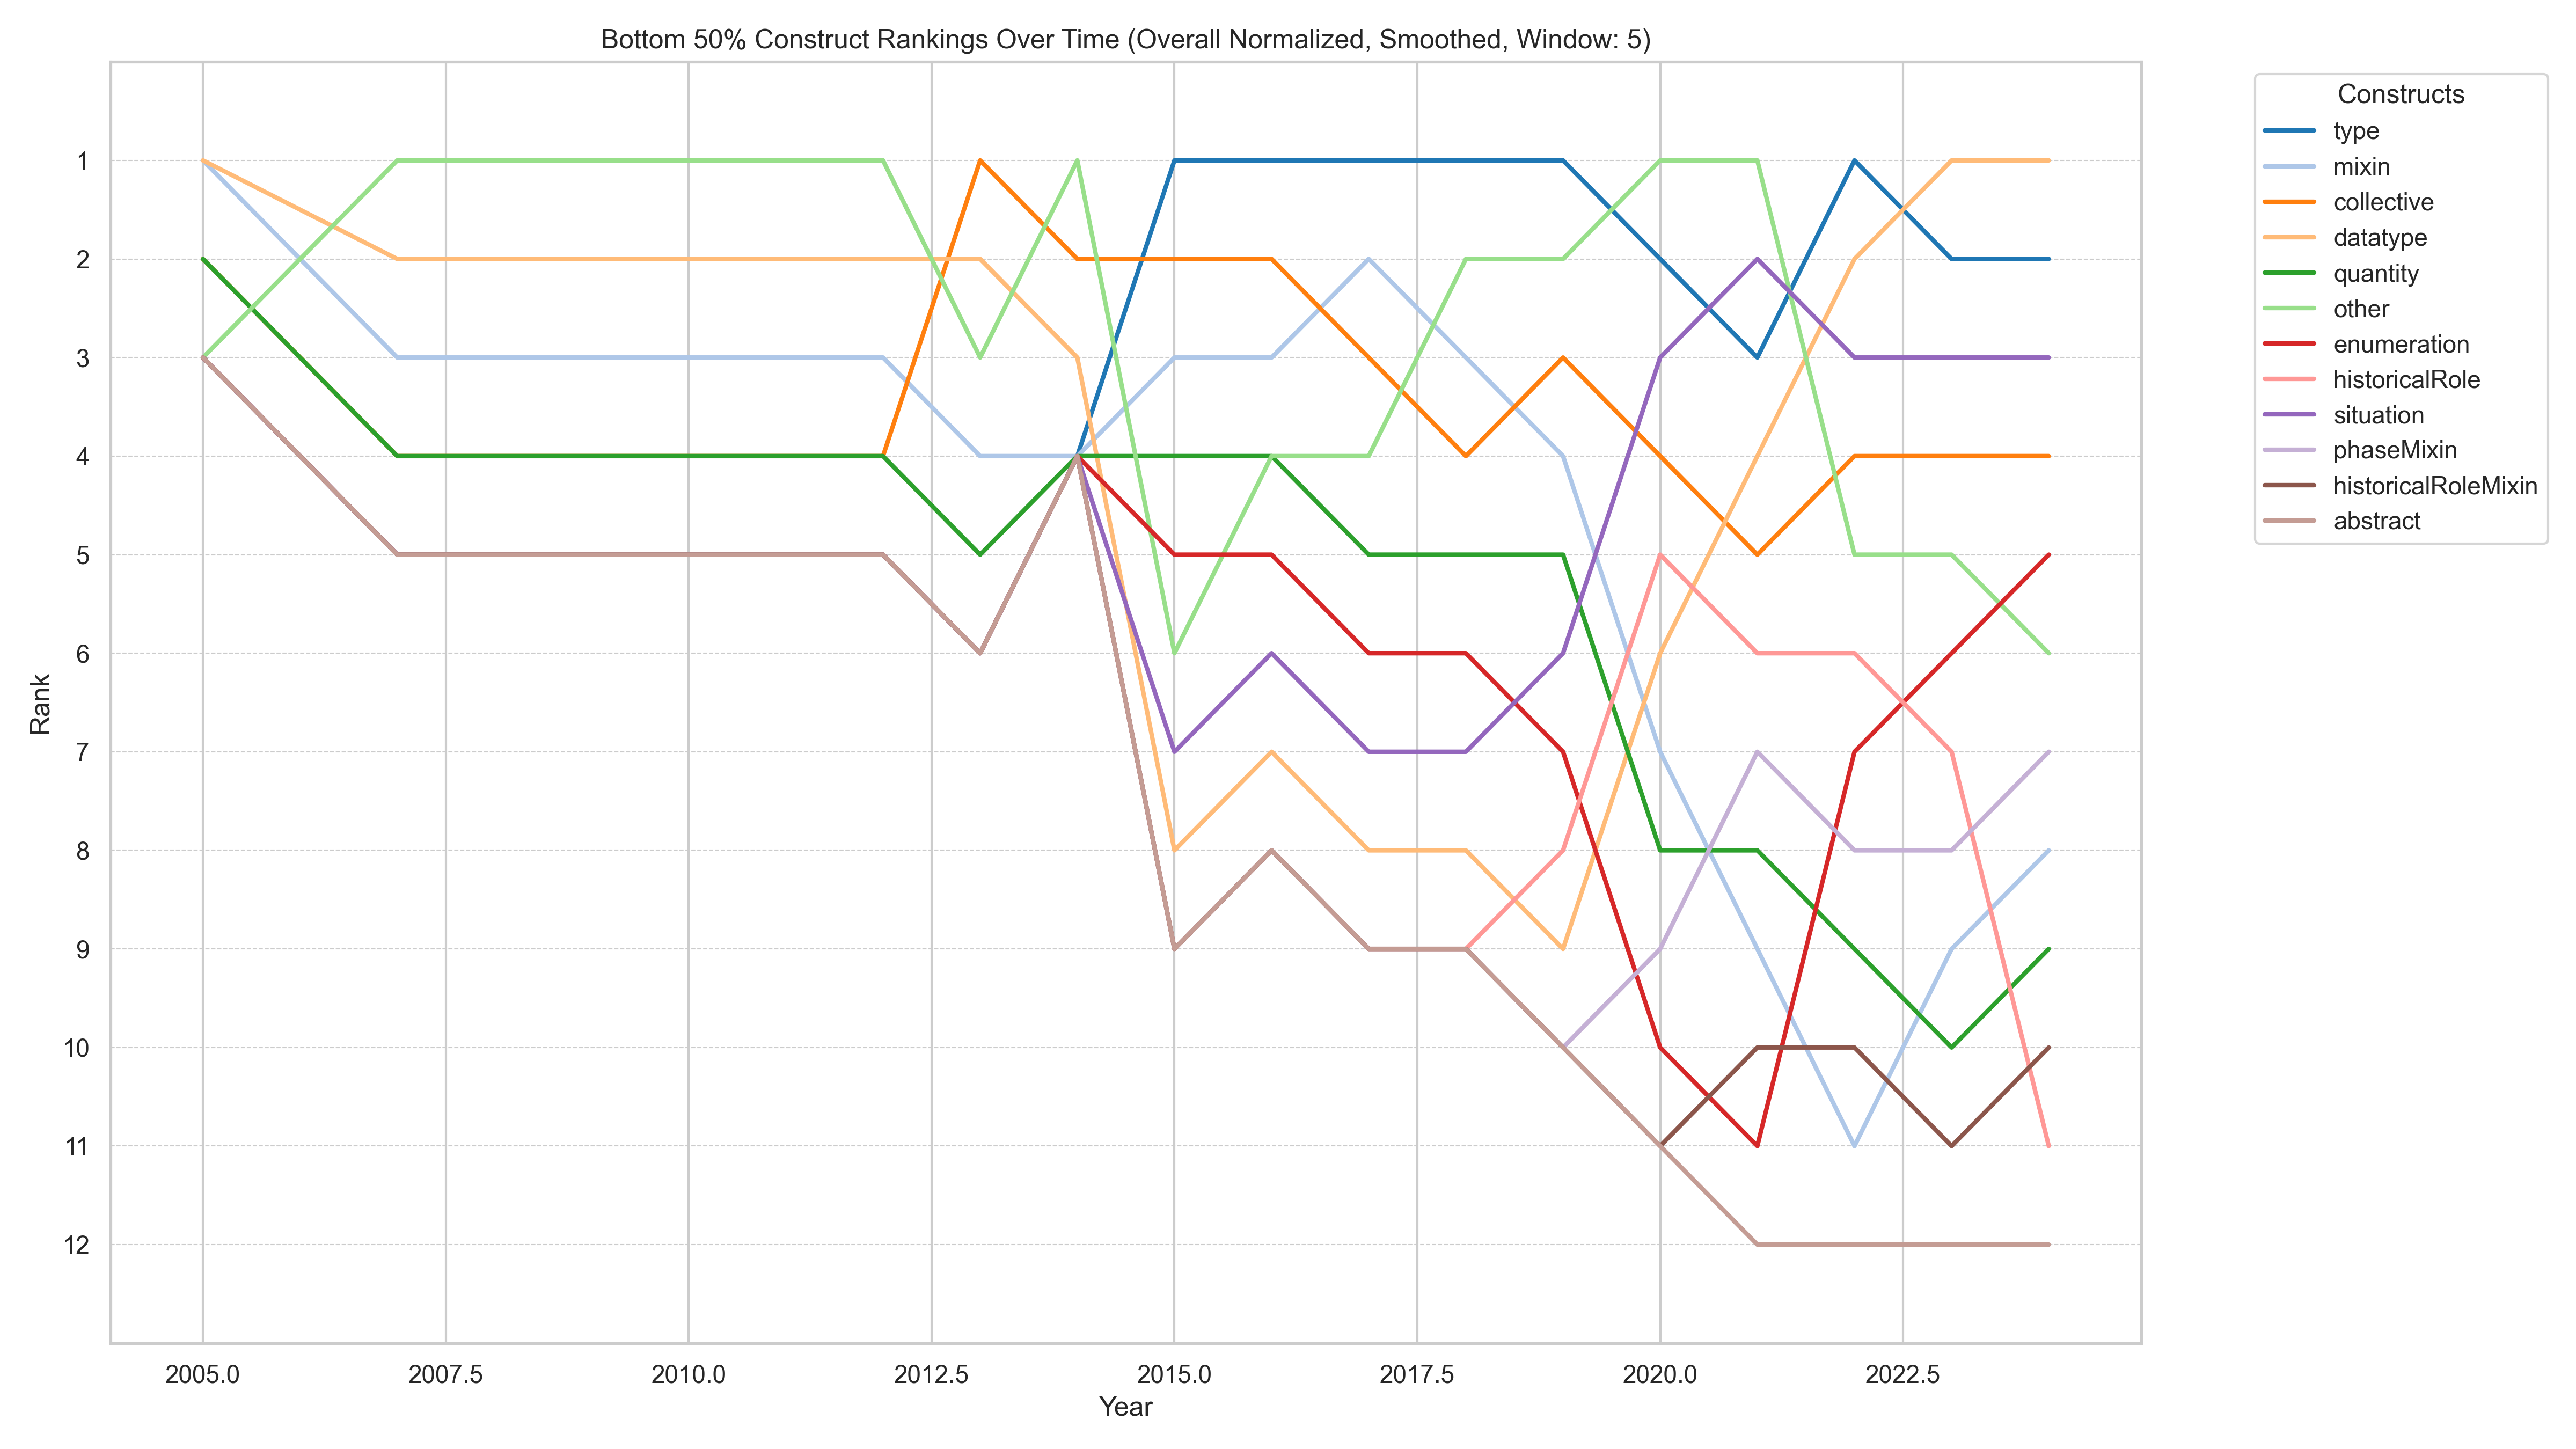 Bottom 50% Construct Rankings Over Time (Overall Normalized, Smoothed, Window: 5)
Constructs
type
mixin
collective
datatype
quantity
other
enumeration
historicalRole
situation
phaseMixin
historicalRoleMixin
abstract
Rank
1
2
3
4
5
6
7
8
9
10
11
12
2005.0 2007.5 2010.0 2012.5 2015.0 2017.5 2020.0 2022.5
Year